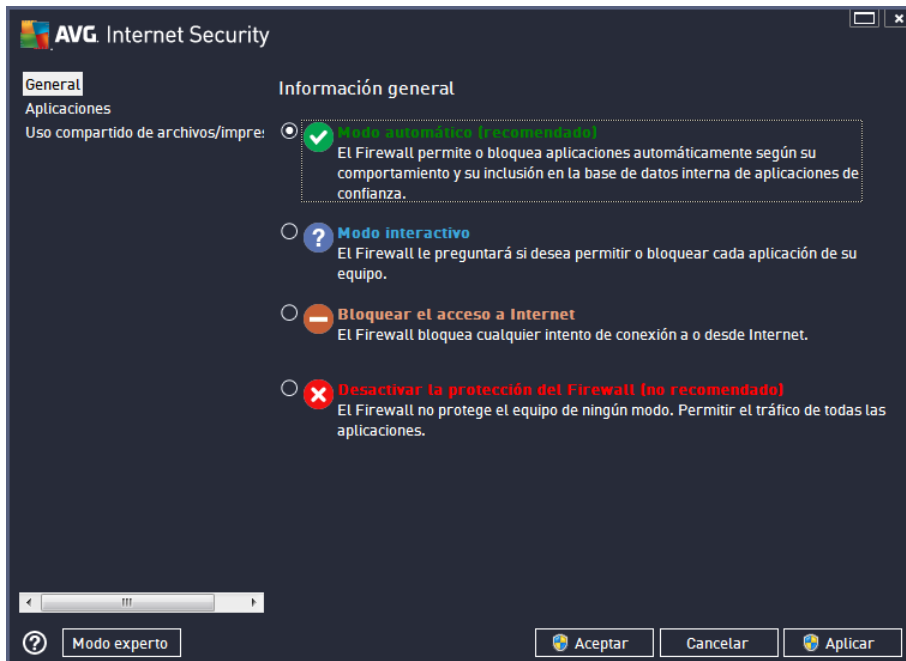 AVG. Internet Security
General
Aplicaciones
Uso compartido de archivos/impre
Información general
Modo automático (recomendado)
El Firewall permite o bloquea aplicaciones automáticamente según su
comportamiento y su inclusión en la base de datos interna de aplicaciones de
confianza.
Modo interactivo
El Firewall le preguntará si desea permitir o bloquear cada aplicación de su
equipo.
Bloquear el acceso a Internet
El Firewall bloquea cualquier intento de conexión a o desde Internet.
Desactivar la protección del Firewall (no recomendado)
El Firewall no protege el equipo de ningún modo. Permitir el tráfico de todas las
aplicaciones.
Modo experto
Aceptar
Cancelar
Aplicar